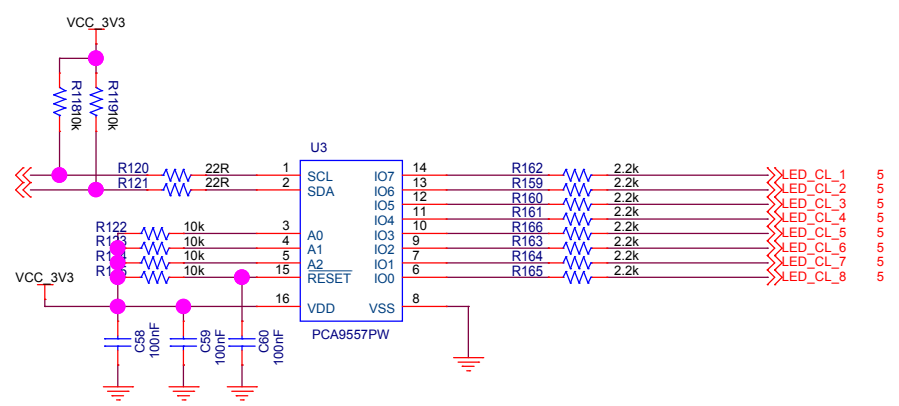 VCC_3V3
R118 10k
R119 10k
U3
R120 22R 1 SCL IO7 14 R162 2.2k LED_CL_1 5
R121 22R 2 SDA IO6 13 R159 2.2k LED_CL_2 5
IO5 12 R160 2.2k LED_CL_3 5
IO4 11 R161 2.2k LED_CL_4 5
R122 10k 3 A0 IO3 10 R166 2.2k LED_CL_5 5
10k 4 A1 IO2 9 R163 2.2k LED_CL_6 5
10k 5 A2 IO1 7 R164 2.2k LED_CL_7 5
10k 15 RESET IO0 6 R165 2.2k LED_CL_8 5
VCC_3V3
16 VDD VSS 8
PCA9557PW
C58 100nF
C59 100nF
C60 100nF